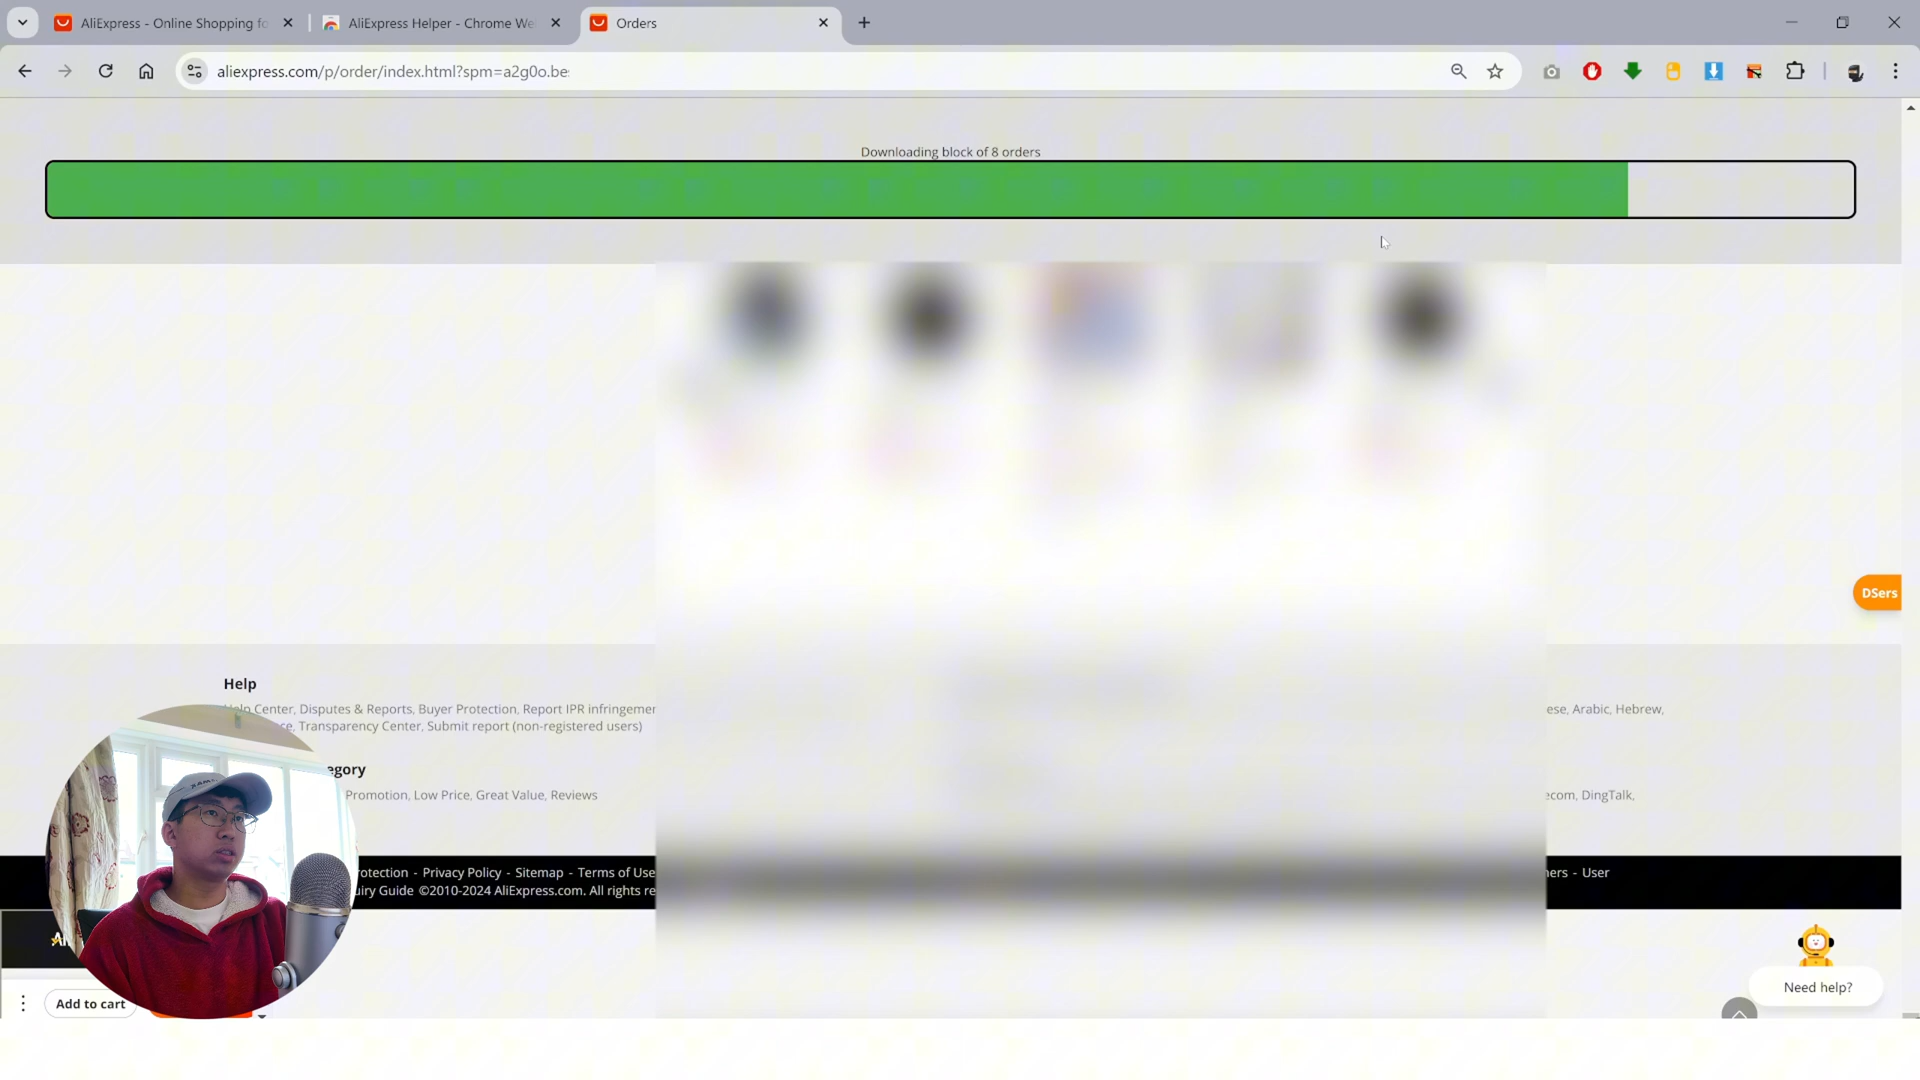 AliExpress - Online Shopping fo
AliExpress Helper - Chrome We
Orders
aliexpress.com/p/order/index.html?spm=a2g0o.be
Downloading block of 8 orders
DSers
Help
Help Center, Disputes & Reports, Buyer Protection, Report IPR infringemen
ese, Arabic, Hebrew,
ce, Transparency Center, Submit report (non-registered users)
egory
Promotion, Low Price, Great Value, Reviews
ecom, DingTalk,
otection - Privacy Policy - Sitemap - Terms of Use
ners - User
uiry Guide ©2010-2024 AliExpress.com. All rights re
Need help?
Add to cart